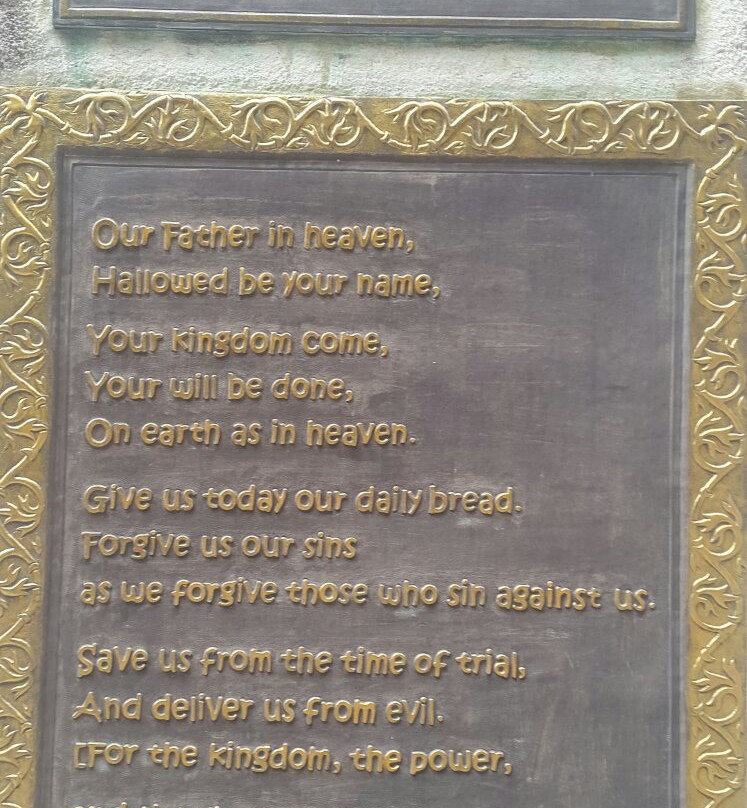 Our Father in heaven,
Hallowed be your name,
Your kingdom come,
Your will be done,
On earth as in heaven.
Give us today our daily bread.
Forgive us our sins
as we forgive those who sin against us.
Save us from the time of trial,
And deliver us from evil.
[For the kingdom, the power,